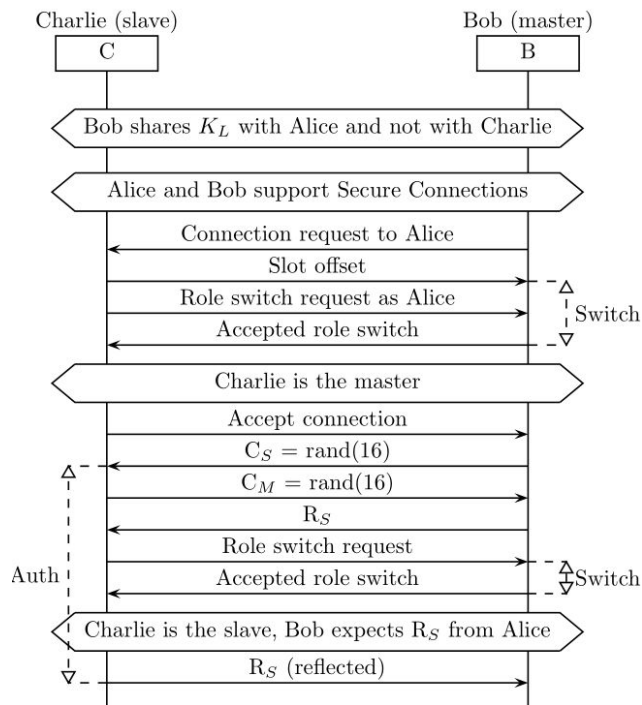 Charlie (slave) Bob (master)
C B
Bob shares K_L with Alice and not with Charlie
Alice and Bob support Secure Connections
Connection request to Alice
Slot offset
Role switch request as Alice
Switch
Accepted role switch
Charlie is the master
Accept connection
C_S = rand(16)
C_M = rand(16)
R_S
Role switch request
Auth
Switch
Accepted role switch
Charlie is the slave, Bob expects R_S from Alice
R_S (reflected)